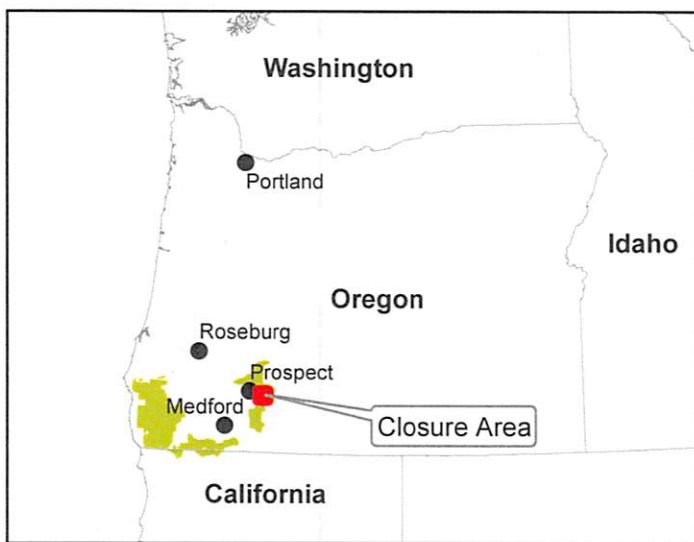 Washington
Portland
Idaho
Oregon
Roseburg
Prospect
Medford
Closure Area
California